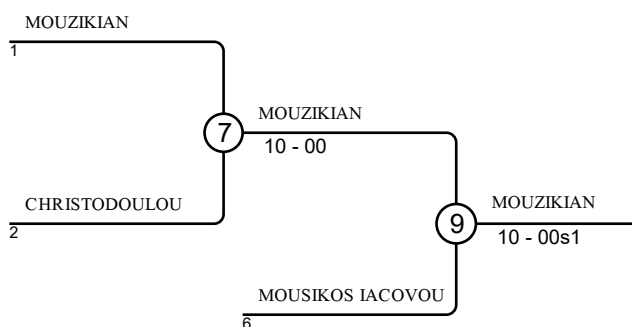 MOUZIKIAN
1
7
MOUZIKIAN
10 - 00
CHRISTODOULOU
2
9
MOUZIKIAN
10 - 00s1
MOUSIKOS IACOVOU
6